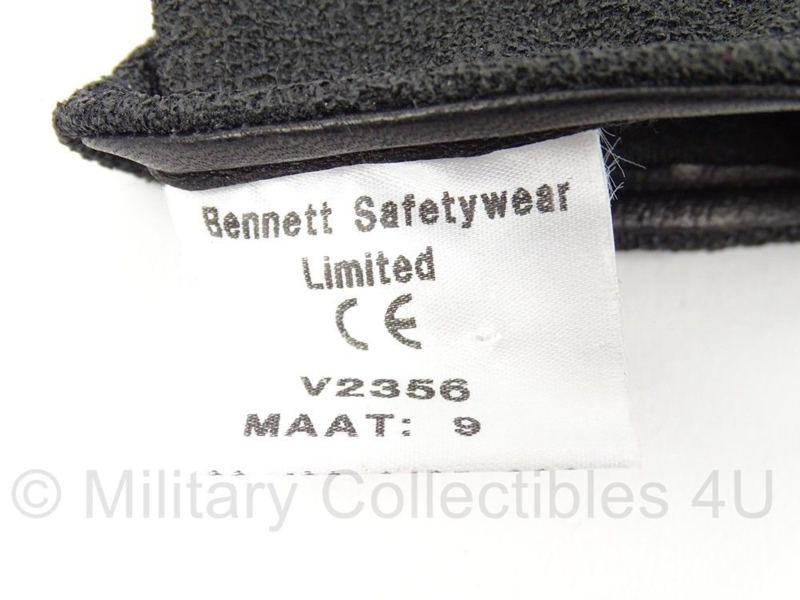 Bennett Safetywear
Limited
CE
V2356
MAAT: 9
© Military Collectibles 4U